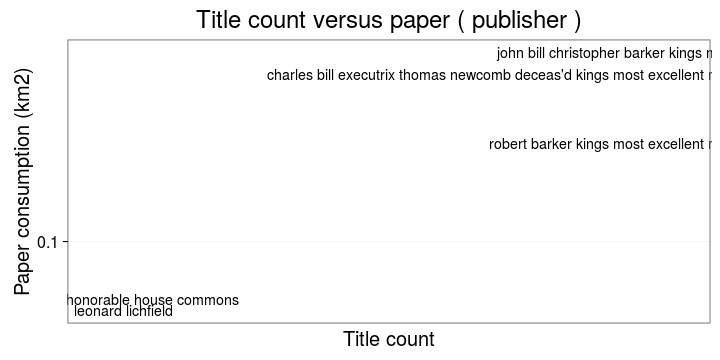 Title count versus paper ( publisher )
john bill christopher barker kings
charles bill executrix thomas newcomb deceas'd kings most excellent
robert barker kings most excellent
Paper consumption (km2)
0.1
honorable house commons
leonard lichfield
Title count